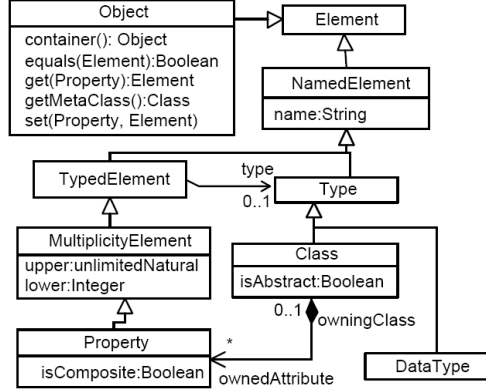 Object
container(): Object
equals(Element):Boolean
get(Property):Element
getMetaClass():Class
set(Property, Element)
Element
NamedElement
name:String
TypedElement
type
0..1
Type
MultiplicityElement
upper:unlimitedNatural
lower:Integer
Class
isAbstract:Boolean
0..1
owningClass
*
ownedAttribute
Property
isComposite:Boolean
DataType